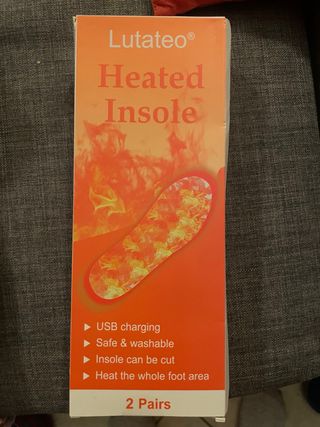 Lutateo®
Heated
Insole
▶ USB charging
▶ Safe & washable
▶ Insole can be cut
▶ Heat the whole foot area
2 Pairs